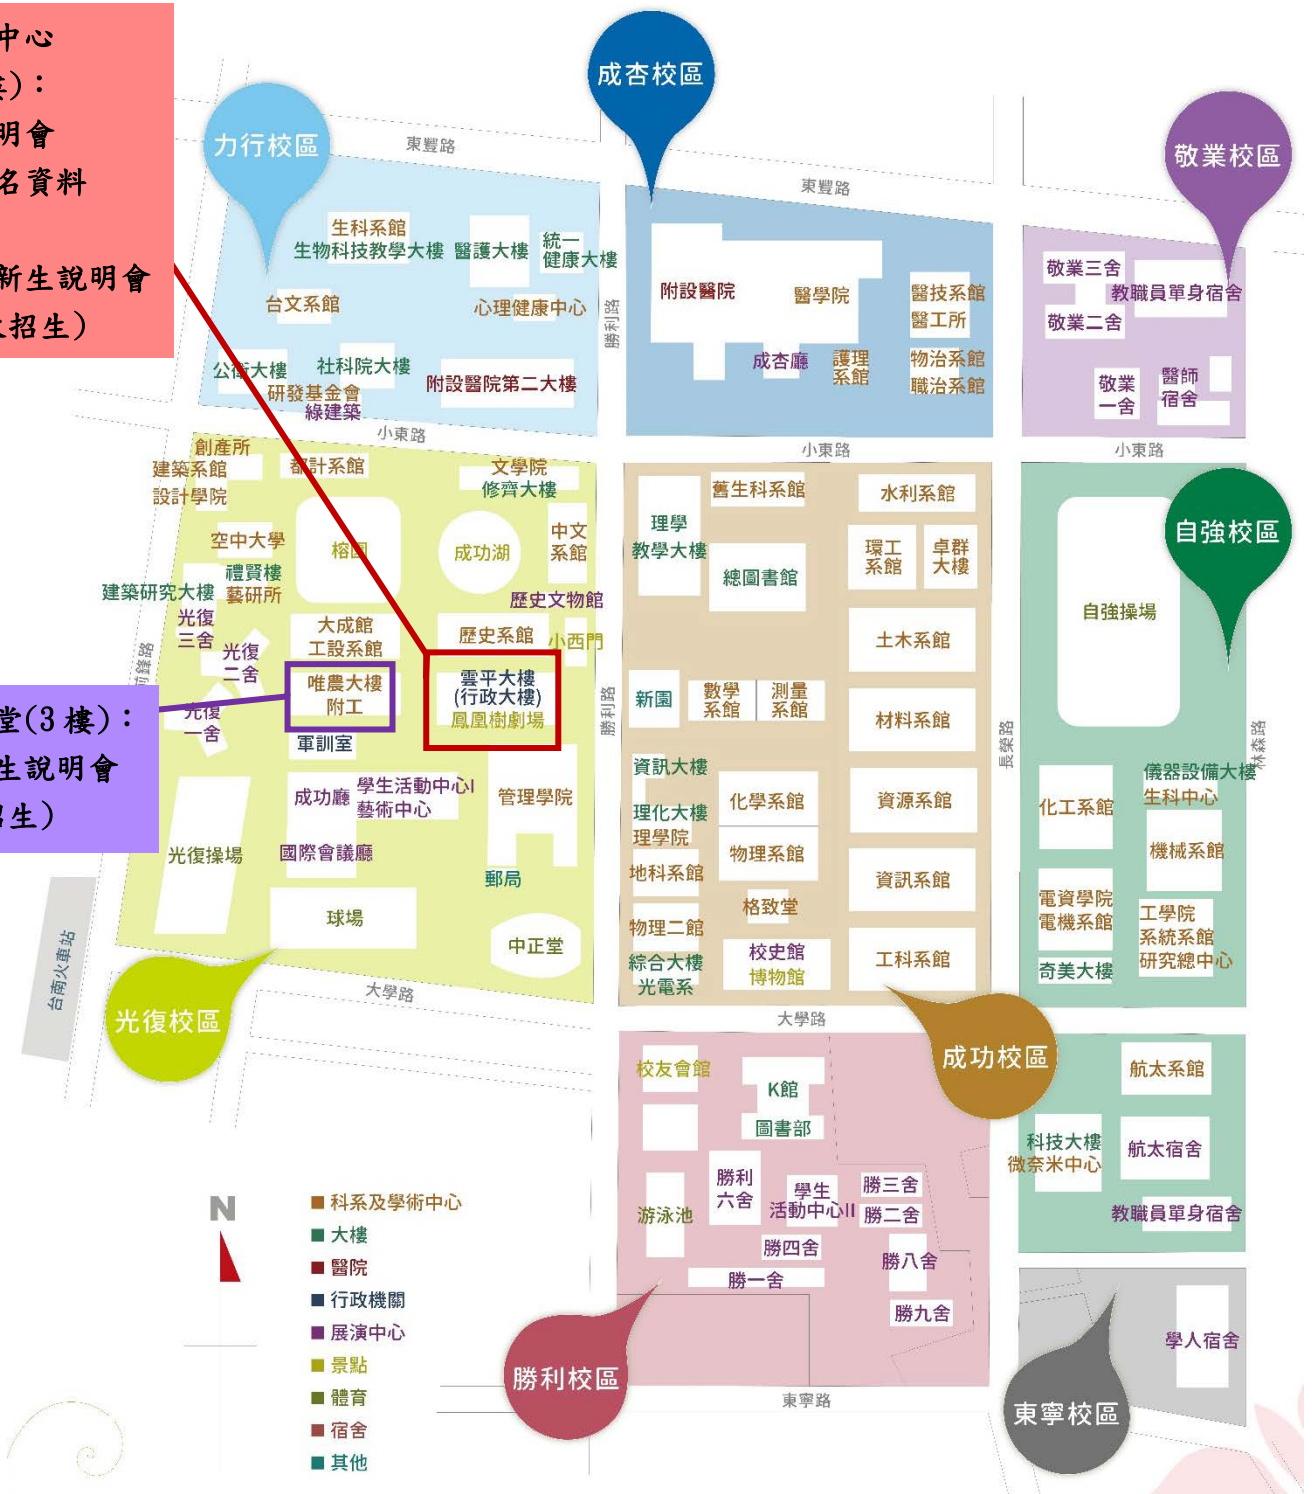 中心
)：
明會
名資料
新生說明會
招生)
堂(3樓)：
生說明會
招生)
力行校區
成杏校區
敬業校區
東豐路
東豐路
生科系館
生物科技教學大樓
醫護大樓
統一
健康大樓
台文系館
心理健康中心
公衛大樓
社科院大樓
研發基金會
綠建築
附設醫院第二大樓
勝利路
附設醫院
醫學院
醫技系館
醫工所
成杏廳
護理
系館
物治系館
職治系館
敬業三舍
教職員單身宿舍
敬業二舍
敬業
一舍
醫師
宿舍
小東路
小東路
小東路
創產所
建築系館
設計學院
都計系館
文學院
修齊大樓
空中大學
榕園
成功湖
中文
系館
禮賢樓
建築研究大樓
藝研所
歷史文物館
光復
三舍
大成館
工設系館
歷史系館
小西門
光復
二舍
唯農大樓
附工
雲平大樓
(行政大樓)
鳳凰樹劇場
前鋒路
光復
一舍
軍訓室
成功廳
學生活動中心I
藝術中心
管理學院
光復操場
國際會議廳
郵局
球場
中正堂
台南火車站
大學路
光復校區
勝利路
理學
教學大樓
舊生科系館
水利系館
總圖書館
環工
系館
卓群
大樓
土木系館
新園
數學
系館
測量
系館
材料系館
資訊大樓
理化大樓
理學院
化學系館
資源系館
地科系館
物理系館
資訊系館
格致堂
物理二館
綜合大樓
光電系
校史館
博物館
工科系館
大學路
成功校區
長榮路
自強校區
自強操場
林森路
儀器設備大樓
生科中心
化工系館
機械系館
電資學院
電機系館
工學院
系統系館
研究總中心
奇美大樓
校友會館
K館
圖書部
勝利
六舍
學生
活動中心II
勝三舍
勝二舍
游泳池
勝四舍
勝一舍
勝八舍
勝九舍
勝利校區
東寧路
航太系館
科技大樓
微奈米中心
航太宿舍
教職員單身宿舍
學人宿舍
東寧校區
N
科系及學術中心
大樓
醫院
行政機關
展演中心
景點
體育
宿舍
其他